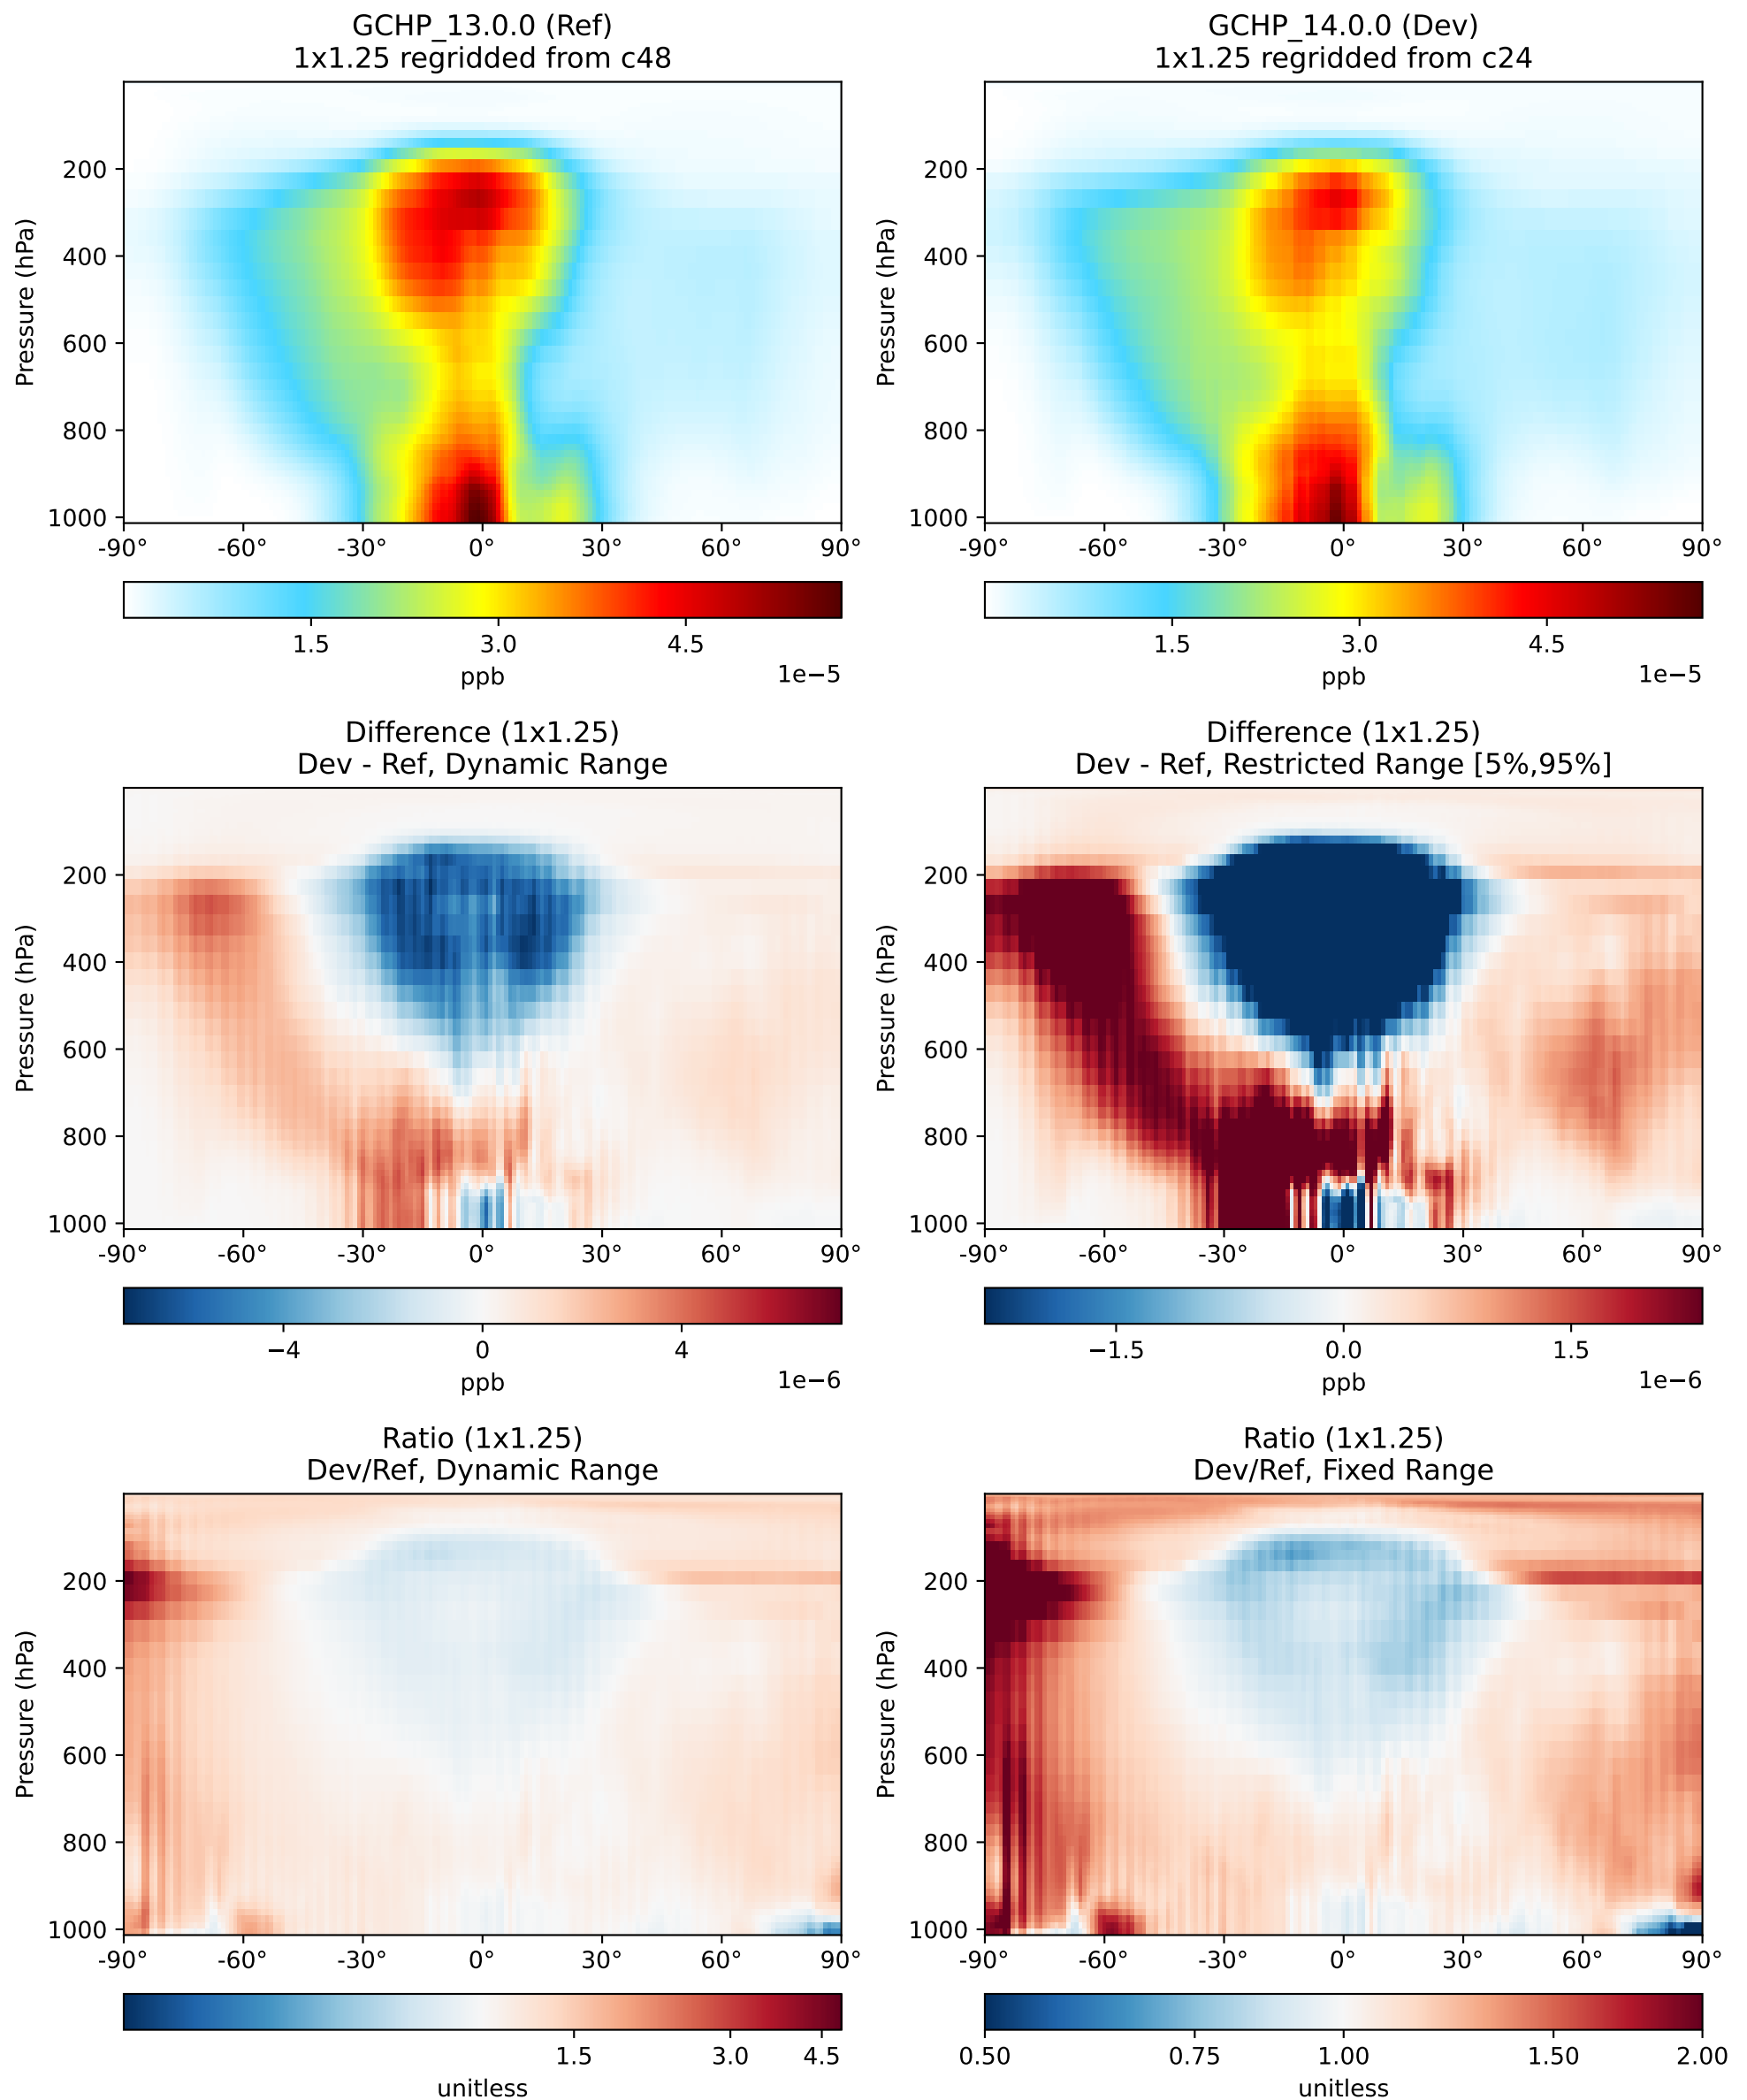 GCHP_13.0.0 (Ref)
1x1.25 regridded from c48
Pressure (hPa)
200
400
600
800
1000
-90° -60° -30° 0° 30° 60° 90°
1.5 3.0 4.5
ppb
1e−5
GCHP_14.0.0 (Dev)
1x1.25 regridded from c24
Pressure (hPa)
200
400
600
800
1000
-90° -60° -30° 0° 30° 60° 90°
1.5 3.0 4.5
ppb
1e−5
Difference (1x1.25)
Dev - Ref, Dynamic Range
Pressure (hPa)
200
400
600
800
1000
-90° -60° -30° 0° 30° 60° 90°
−4 0 4
ppb
1e−6
Difference (1x1.25)
Dev - Ref, Restricted Range [5%,95%]
Pressure (hPa)
200
400
600
800
1000
-90° -60° -30° 0° 30° 60° 90°
−1.5 0.0 1.5
ppb
1e−6
Ratio (1x1.25)
Dev/Ref, Dynamic Range
Pressure (hPa)
200
400
600
800
1000
-90° -60° -30° 0° 30° 60° 90°
1.5 3.0 4.5
unitless
Ratio (1x1.25)
Dev/Ref, Fixed Range
Pressure (hPa)
200
400
600
800
1000
-90° -60° -30° 0° 30° 60° 90°
0.50 0.75 1.00 1.50 2.00
unitless